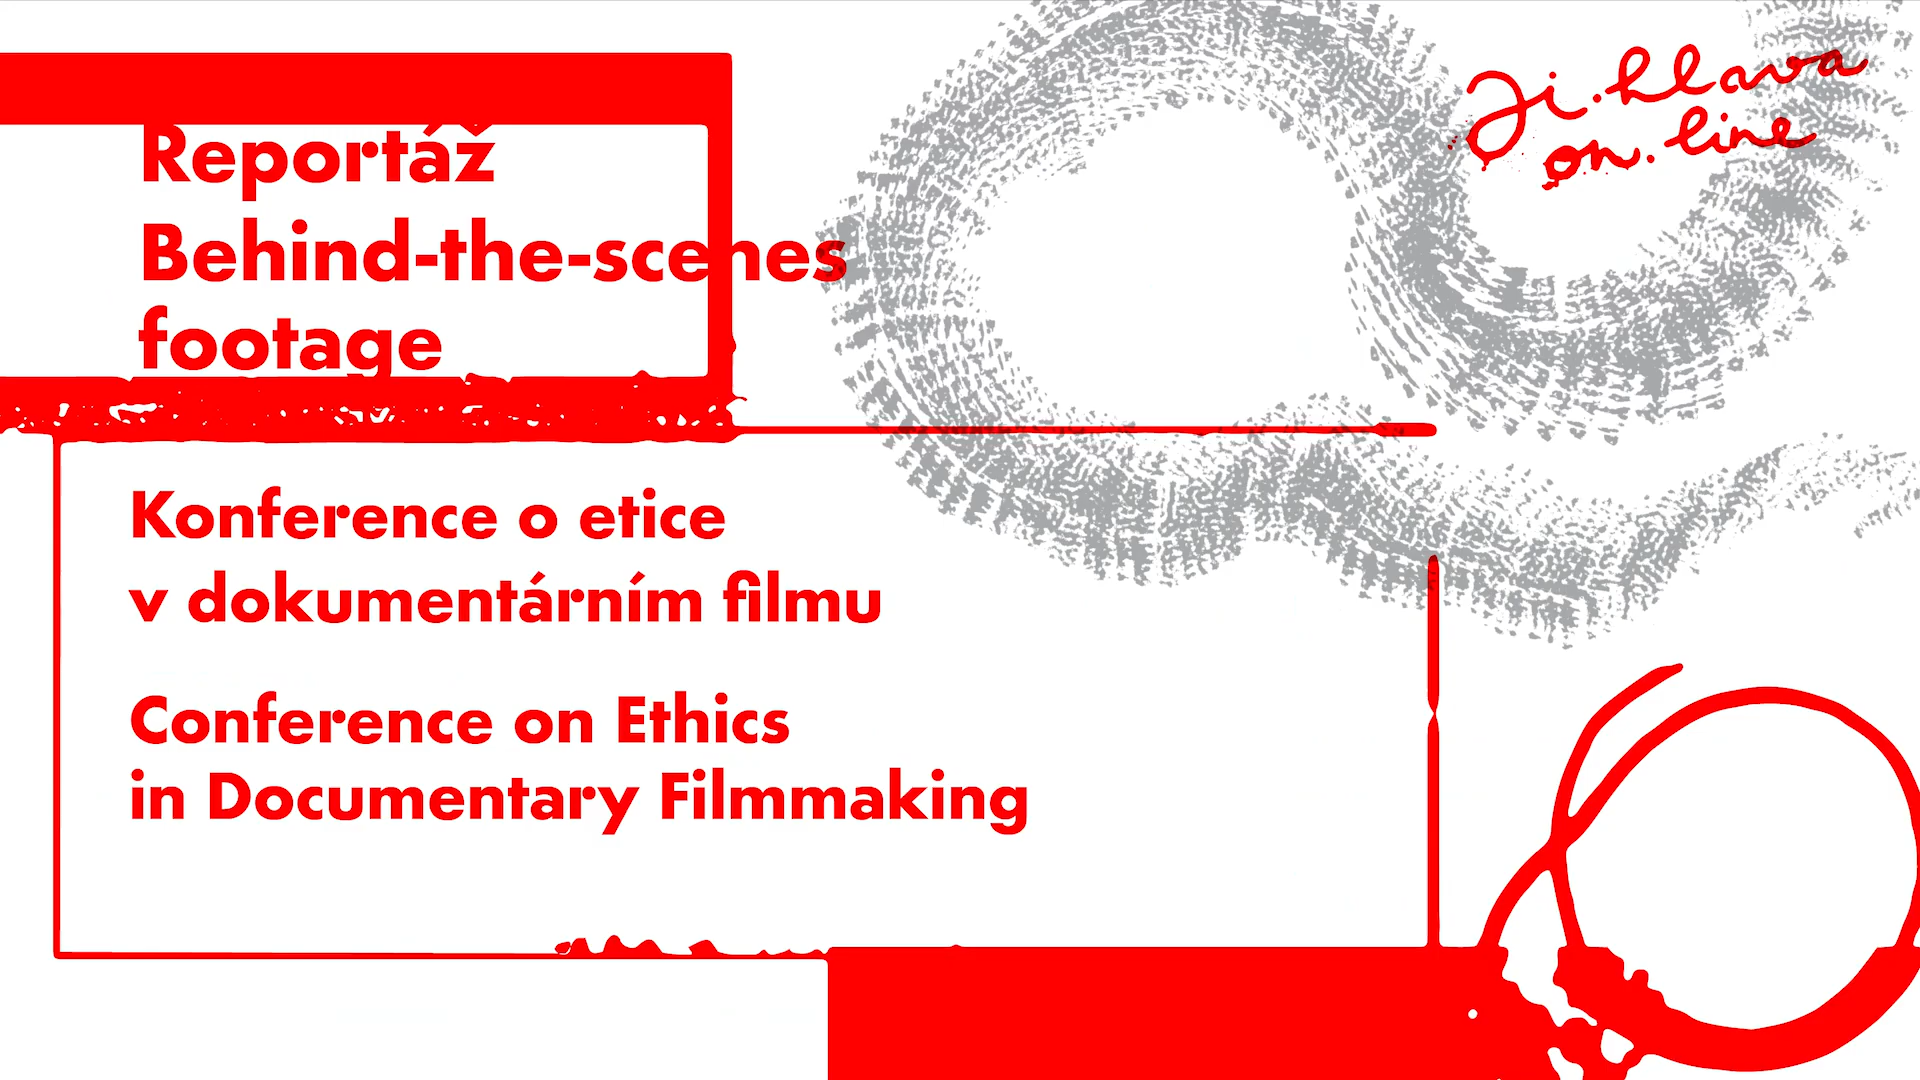 Reportáž
Behind-the-scenes
footage
Ji.hlava
on.line
Konference o etice
v dokumentárním filmu
Conference on Ethics
in Documentary Filmmaking